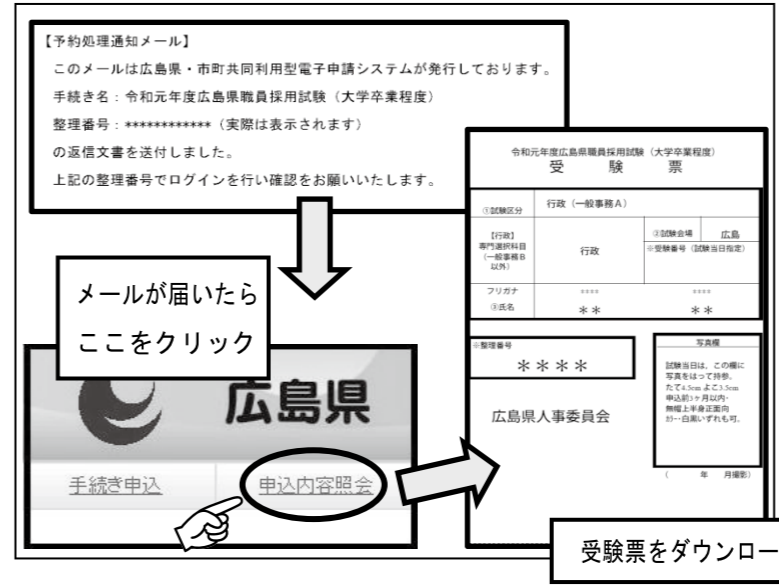 【予約処理通知メール】
このメールは広島県・市町共同利用型電子申請システムが発行しております。
手続き名：令和元年度広島県職員採用試験（大学卒業程度）
整理番号：************（実際は表示されます）
の返信文書を送付しました。
上記の整理番号でログインを行い確認をお願いいたします。
メールが届いたら
ここをクリック
広島県
手続き申込
申込内容照会
令和元年度広島県職員採用試験（大学卒業程度）
受験票
①試験区分
行政（一般事務A）
【行政】
専門選択科目
（一般事務B
以外）
行政
②試験会場
広島
※受験番号（試験当日指定）
フリガナ
****
****
③氏名
**
**
※整理番号
****
広島県人事委員会
写真欄
試験当日は、この欄に
写真をはって持参。
たて4.5cm よこ3.5cm
申込前3ヶ月以内・
無帽上半身正面向
ｶﾗｰ・白黒いずれも可。
（　年　月撮影）
受験票をダウンロー